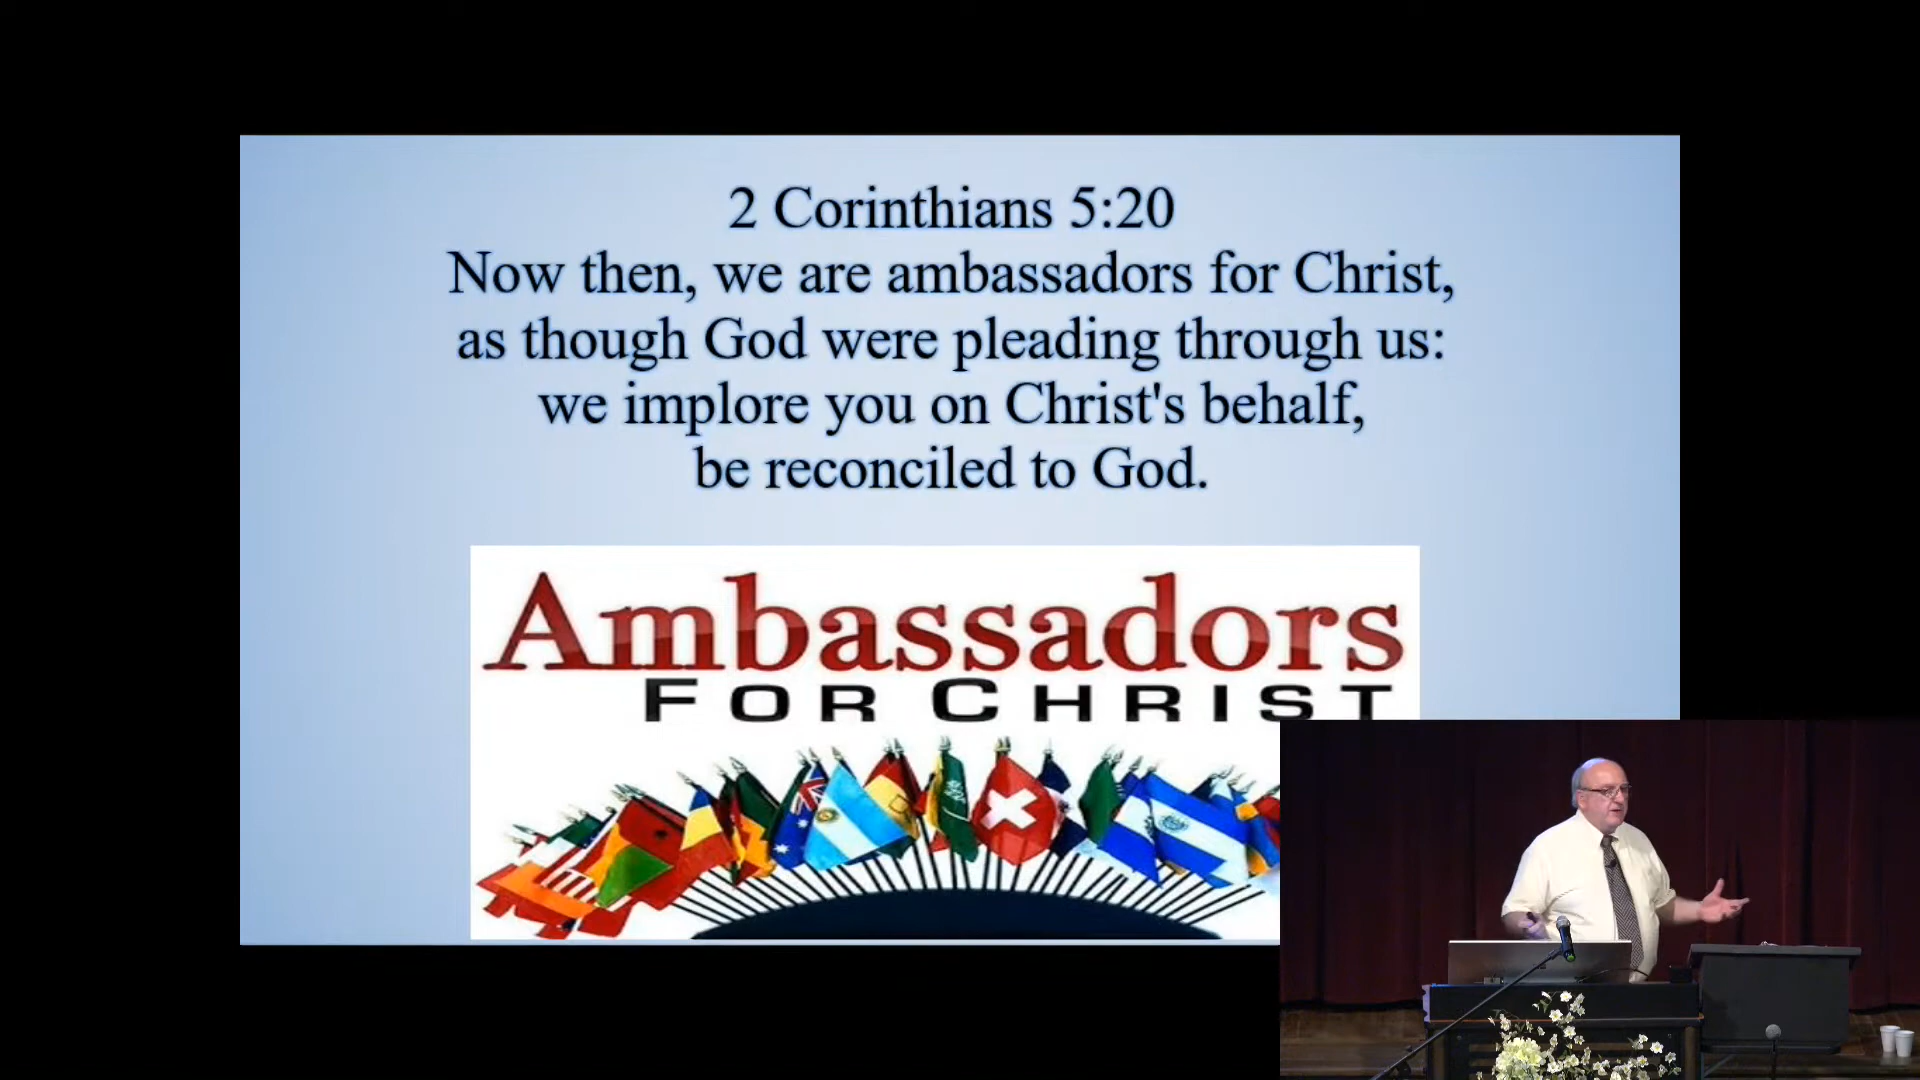 2 Corinthians 5:20
Now then, we are ambassadors for Christ,
as though God were pleading through us:
we implore you on Christ's behalf,
be reconciled to God.
Ambassadors
FOR CHRIST